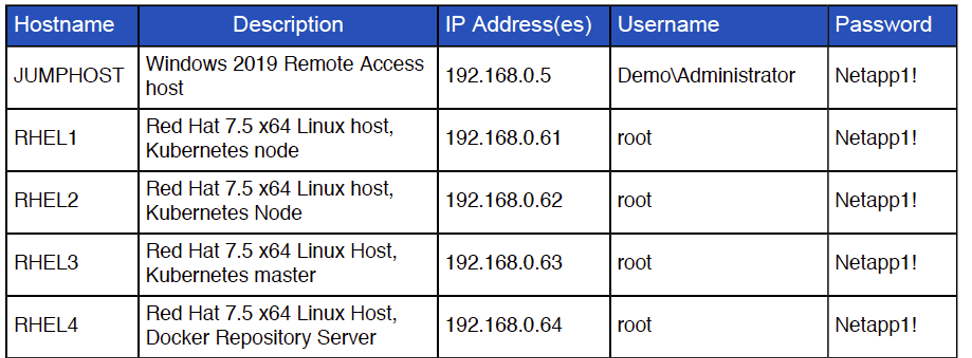 Hostname Description IP Address(es) Username Password
JUMPHOST Windows 2019 Remote Access host 192.168.0.5 Demo\Administrator Netapp1!
RHEL1 Red Hat 7.5 x64 Linux host, Kubernetes node 192.168.0.61 root Netapp1!
RHEL2 Red Hat 7.5 x64 Linux host, Kubernetes Node 192.168.0.62 root Netapp1!
RHEL3 Red Hat 7.5 x64 Linux Host, Kubernetes master 192.168.0.63 root Netapp1!
RHEL4 Red Hat 7.5 x64 Linux Host, Docker Repository Server 192.168.0.64 root Netapp1!